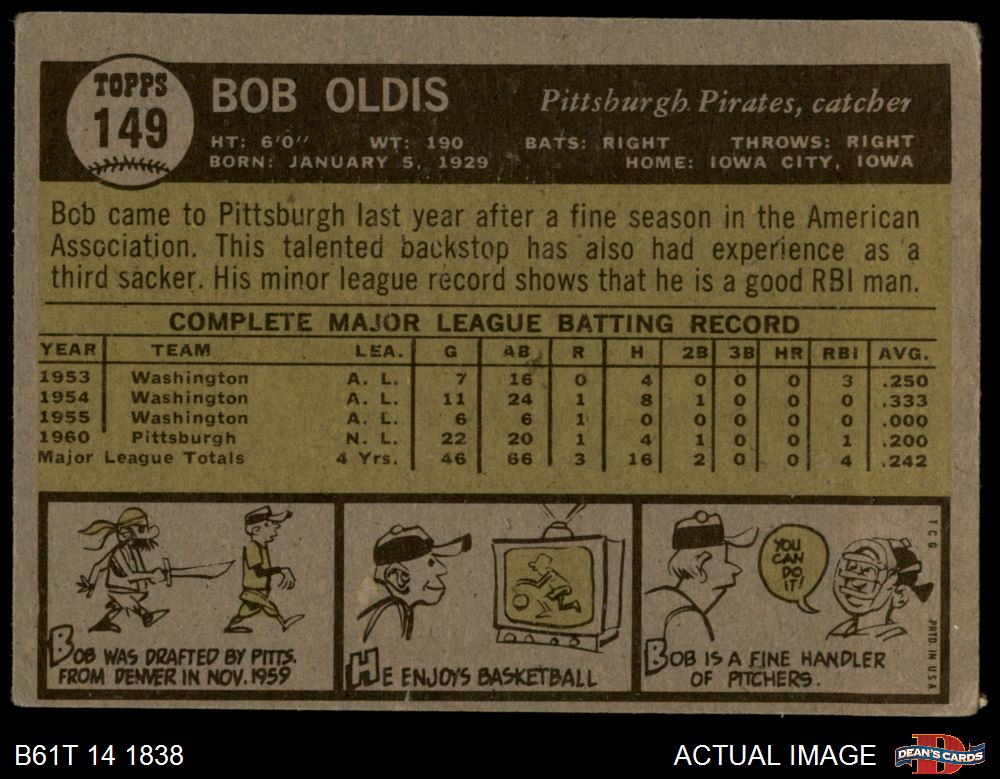 TOPPS
149
BOB OLDIS
Pittsburgh Pirates, catcher
HT: 6'0" WT: 190 BATS: RIGHT THROWS: RIGHT
BORN: JANUARY 5, 1929 HOME: IOWA CITY, IOWA
Bob came to Pittsburgh last year after a fine season in the American
Association. This talented backstop has also had experience as a
third sacker. His minor league record shows that he is a good RBI man.
COMPLETE MAJOR LEAGUE BATTING RECORD
YEAR TEAM LEA. G AB R H 2B 3B HR RBI AVG.
1953 Washington A. L. 7 16 0 4 0 0 0 3 .250
1954 Washington A. L. 11 24 1 8 1 0 0 0 .333
1955 Washington A. L. 6 6 1 0 0 0 0 0 .000
1960 Pittsburgh N. L. 22 20 1 4 1 0 0 1 .200
Major League Totals 4 Yrs. 46 66 3 16 2 0 0 4 .242
BOB WAS DRAFTED BY PITTS.
FROM DENVER IN NOV. 1959
HE ENJOYS BASKETBALL
YOU
CAN
DO
IT!
BOB IS A FINE HANDLER
OF PITCHERS.
T.C.G.
PRTD IN USA
B61T 14 1838
ACTUAL IMAGE
DEAN'S CARDS